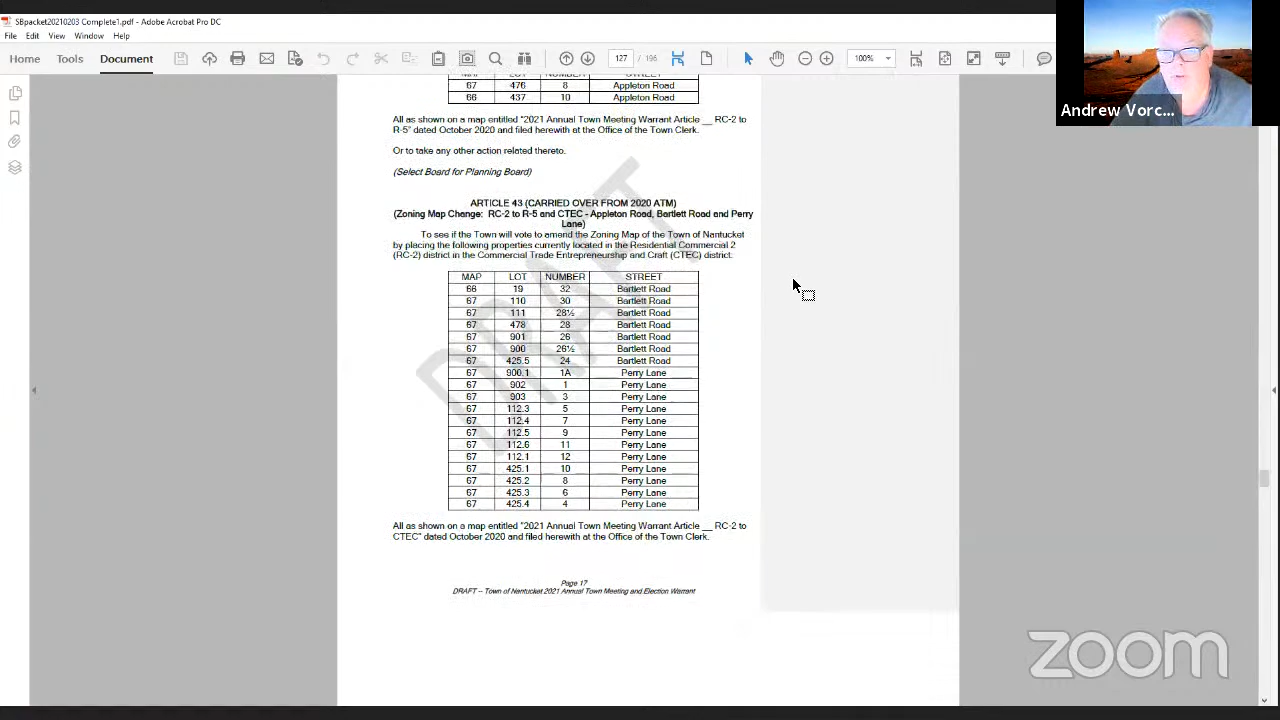 SBpacket20210203 Complete1.pdf - Adobe Acrobat Pro DC
File Edit View Window Help
Home Tools Document 127 / 196 100%
Andrew Vorc...
MAP LOT NUMBER STREET
67 476 8 Appleton Road
66 437 10 Appleton Road
All as shown on a map entitled "2021 Annual Town Meeting Warrant Article __ RC-2 to
R-5" dated October 2020 and filed herewith at the Office of the Town Clerk.
Or to take any other action related thereto.
(Select Board for Planning Board)
ARTICLE 43 (CARRIED OVER FROM 2020 ATM)
(Zoning Map Change: RC-2 to R-5 and CTEC - Appleton Road, Bartlett Road and Perry
Lane)
To see if the Town will vote to amend the Zoning Map of the Town of Nantucket
by placing the following properties currently located in the Residential Commercial 2
(RC-2) district in the Commercial Trade Entrepreneurship and Craft (CTEC) district:
MAP LOT NUMBER STREET
66 19 32 Bartlett Road
67 110 30 Bartlett Road
67 111 28½ Bartlett Road
67 478 28 Bartlett Road
67 901 26 Bartlett Road
67 900 26½ Bartlett Road
67 425.5 24 Bartlett Road
67 900.1 1A Perry Lane
67 902 1 Perry Lane
67 903 3 Perry Lane
67 112.3 5 Perry Lane
67 112.4 7 Perry Lane
67 112.5 9 Perry Lane
67 112.6 11 Perry Lane
67 112.1 12 Perry Lane
67 425.1 10 Perry Lane
67 425.2 8 Perry Lane
67 425.3 6 Perry Lane
67 425.4 4 Perry Lane
All as shown on a map entitled "2021 Annual Town Meeting Warrant Article __ RC-2 to
CTEC" dated October 2020 and filed herewith at the Office of the Town Clerk.
Page 17
DRAFT -- Town of Nantucket 2021 Annual Town Meeting and Election Warrant
DRAFT
zoom